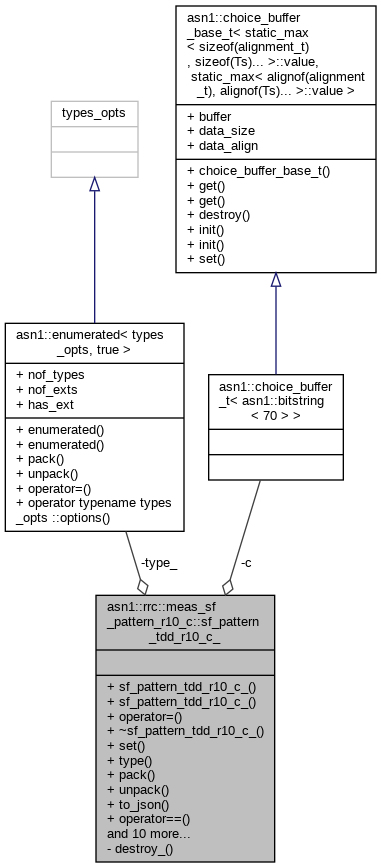 asn1::choice_buffer
_base_t< static_max
< sizeof(alignment_t)
, sizeof(Ts)... >::value,
static_max< alignof(alignment
_t), alignof(Ts)... >::value >
+ buffer
+ data_size
+ data_align
+ choice_buffer_base_t()
+ get()
+ get()
+ destroy()
+ init()
+ init()
+ set()
types_opts
asn1::enumerated< types
_opts, true >
+ nof_types
+ nof_exts
+ has_ext
+ enumerated()
+ enumerated()
+ pack()
+ unpack()
+ operator=()
+ operator typename types
_opts ::options()
asn1::choice_buffer
_t< asn1::bitstring
< 70 > >
-type_
-c
asn1::rrc::meas_sf
_pattern_r10_c::sf_pattern
_tdd_r10_c_
+ sf_pattern_tdd_r10_c_()
+ sf_pattern_tdd_r10_c_()
+ operator=()
+ ~sf_pattern_tdd_r10_c_()
+ set()
+ type()
+ pack()
+ unpack()
+ to_json()
+ operator==()
and 10 more...
- destroy_()